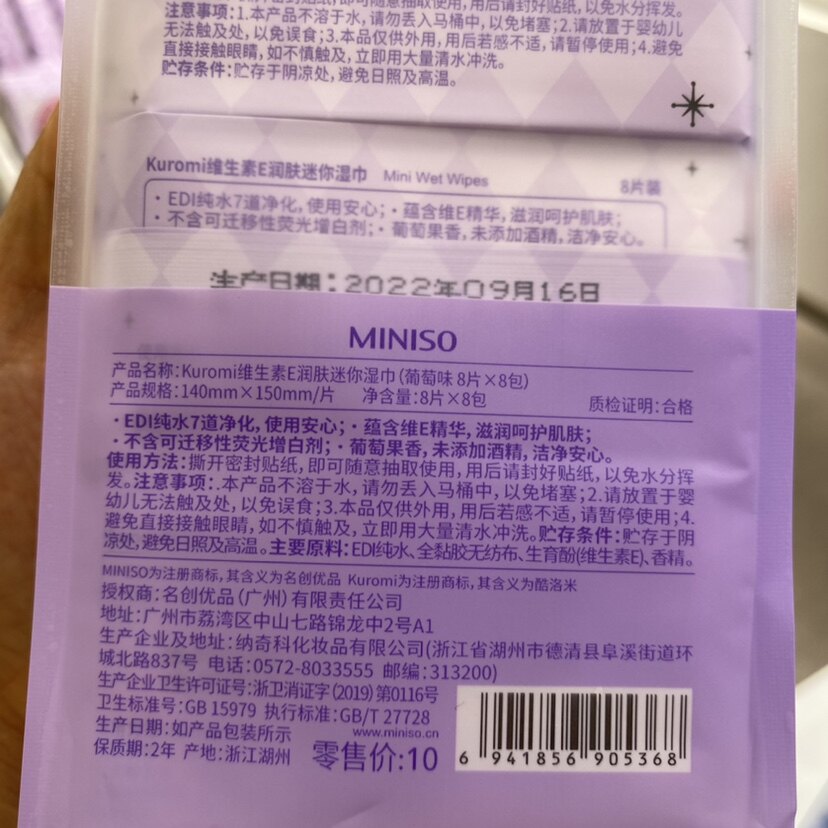 注意事项:1.本产品不溶于水,请勿丢入马桶中,以免堵塞;2.请放置于婴幼儿
无法触及处,以免误食;3.本品仅供外用,用后若感不适,请暂停使用;4.避免
直接接触眼睛,如不慎触及,立即用大量清水冲洗。
贮存条件:贮存于阴凉处,避免日照及高温。
Kuromi维生素E润肤迷你湿巾 Mini Wet Wipes 8片装
·EDI纯水7道净化,使用安心;·蕴含维E精华,滋润呵护肌肤;
·不含可迁移性荧光增白剂;·葡萄果香,未添加酒精,洁净安心。
生产日期:2022年09月16日
MINISO
产品名称:Kuromi维生素E润肤迷你湿巾(葡萄味 8片×8包)
产品规格:140mm×150mm/片 净含量:8片×8包 质检证明:合格
·EDI纯水7道净化,使用安心;·蕴含维E精华,滋润呵护肌肤;
·不含可迁移性荧光增白剂;·葡萄果香,未添加酒精,洁净安心。
使用方法:撕开密封贴纸,即可随意抽取使用,用后请封好贴纸,以免水分挥
发。注意事项:.本产品不溶于水,请勿丢入马桶中,以免堵塞;2.请放置于婴
幼儿无法触及处,以免误食;3.本品仅供外用,用后若感不适,请暂停使用;4.
避免直接接触眼睛,如不慎触及,立即用大量清水冲洗。贮存条件:贮存于阴
凉处,避免日照及高温。主要原料:EDI纯水、全黏胶无纺布、生育酚(维生素E)、香精。
MINISO为注册商标,其含义为名创优品 Kuromi为注册商标,其含义为酷洛米
授权商:名创优品(广州)有限责任公司
地址:广州市荔湾区中山七路锦龙中2号A1
生产企业及地址:纳奇科化妆品有限公司(浙江省湖州市德清县阜溪街道环
城北路837号 电话:0572-8033555 邮编:313200)
生产企业卫生许可证号:浙卫消证字(2019)第0116号
卫生标准号:GB 15979 执行标准:GB/T 27728
生产日期:如产品包装所示 www.miniso.cn
保质期:2年 产地:浙江湖州 零售价:10
6 941856 905368